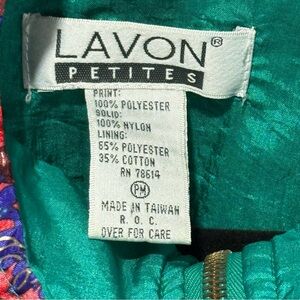 LAVON®
PETITES
PRINT:
100% POLYESTER
SOLID:
100% NYLON
LINING:
65% POLYESTER
35% COTTON
RN 78614
PM
MADE IN TAIWAN
R. O. C.
OVER FOR CARE